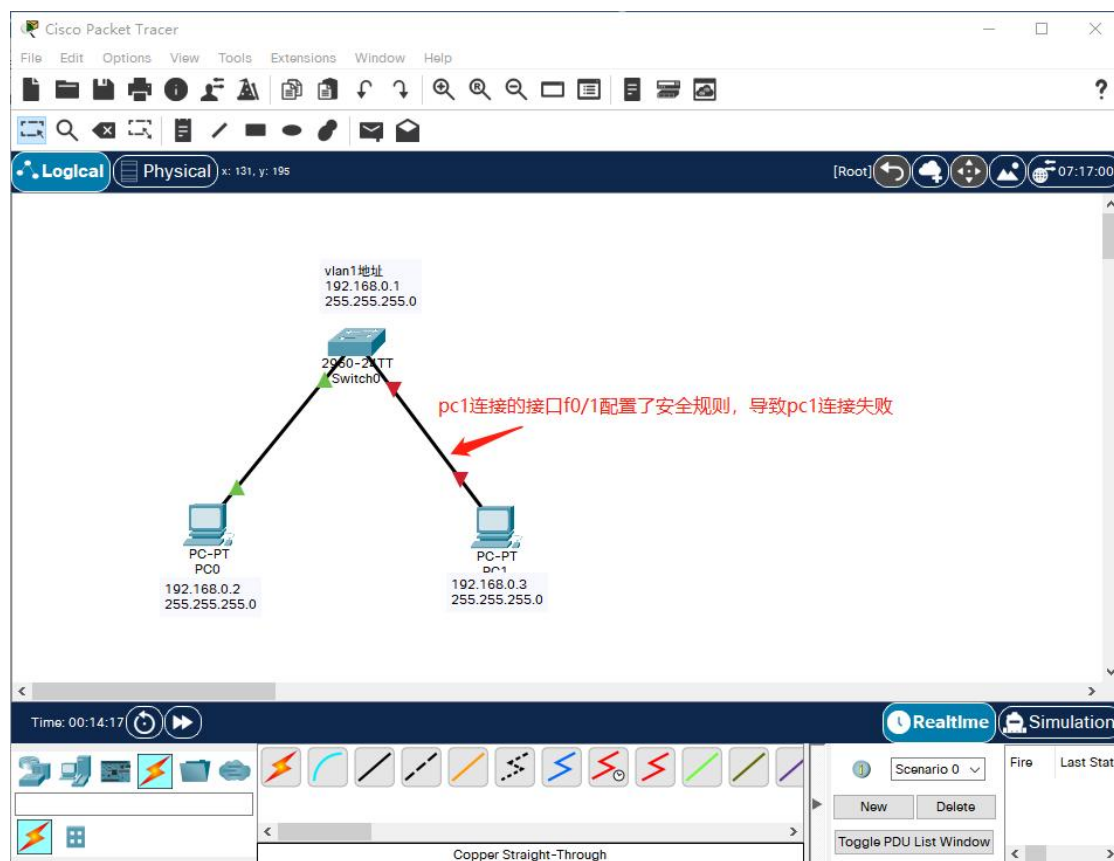 Cisco Packet Tracer
File Edit Options View Tools Extensions Window Help
?
Logical Physical x: 131, y: 195 [Root] 07:17:00
vlan1地址
192.168.0.1
255.255.255.0
2960-24TT
Switch0
pc1连接的接口f0/1配置了安全规则，导致pc1连接失败
PC-PT
PC0
192.168.0.2
255.255.255.0
PC-PT
PC1
192.168.0.3
255.255.255.0
Time: 00:14:17 Realtime Simulation
Scenario 0 Fire Last Stat
New Delete
Toggle PDU List Window
Copper Straight-Through